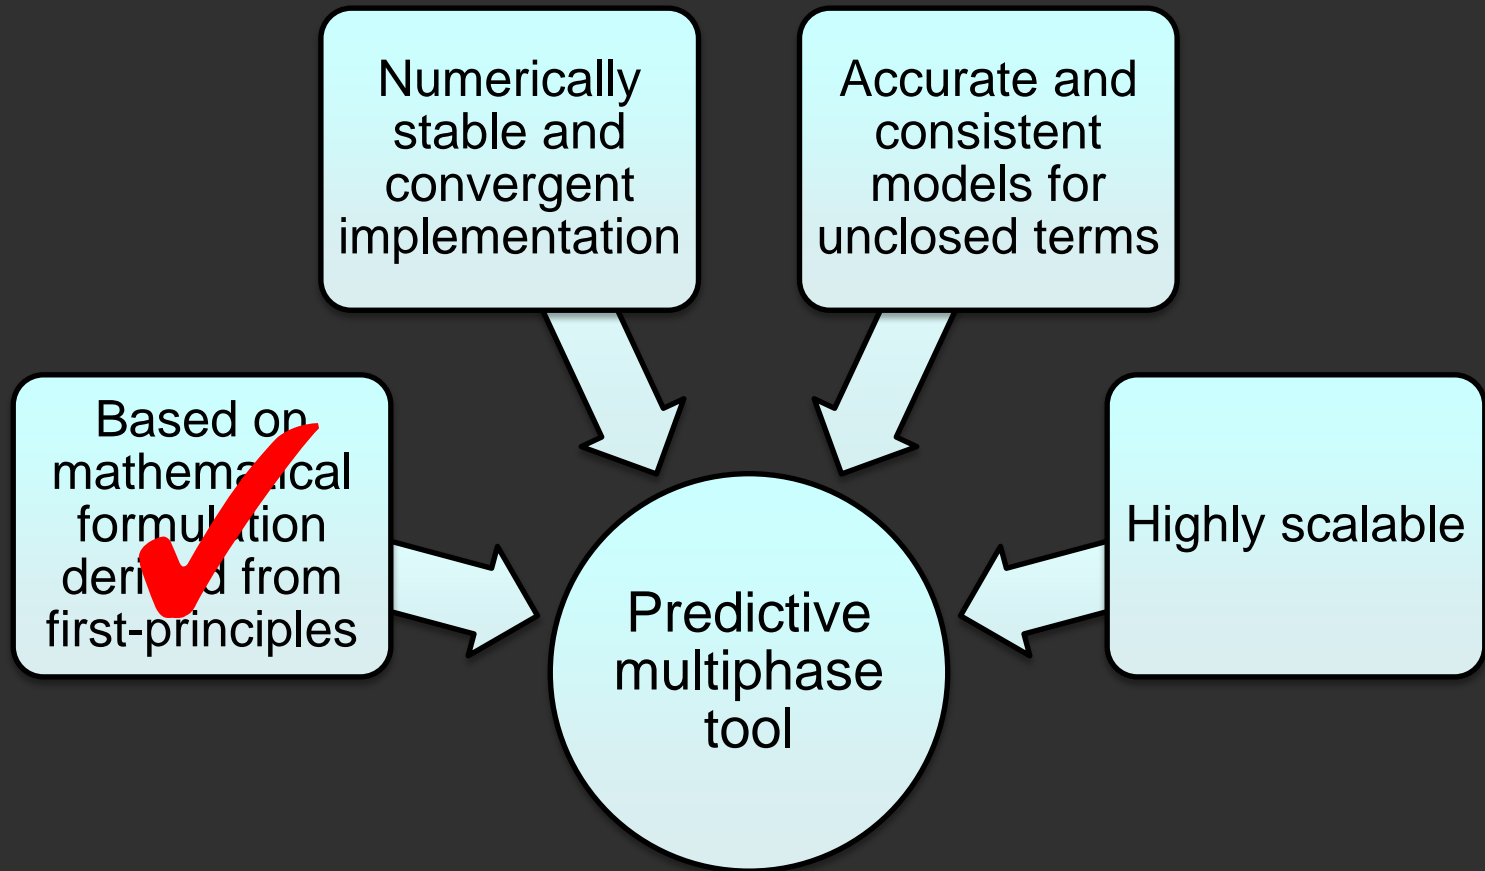 Numerically
stable and
convergent
implementation
Accurate and
consistent
models for
unclosed terms
Based on
mathematical
formulation
derived from
first-principles
Highly scalable
Predictive
multiphase
tool